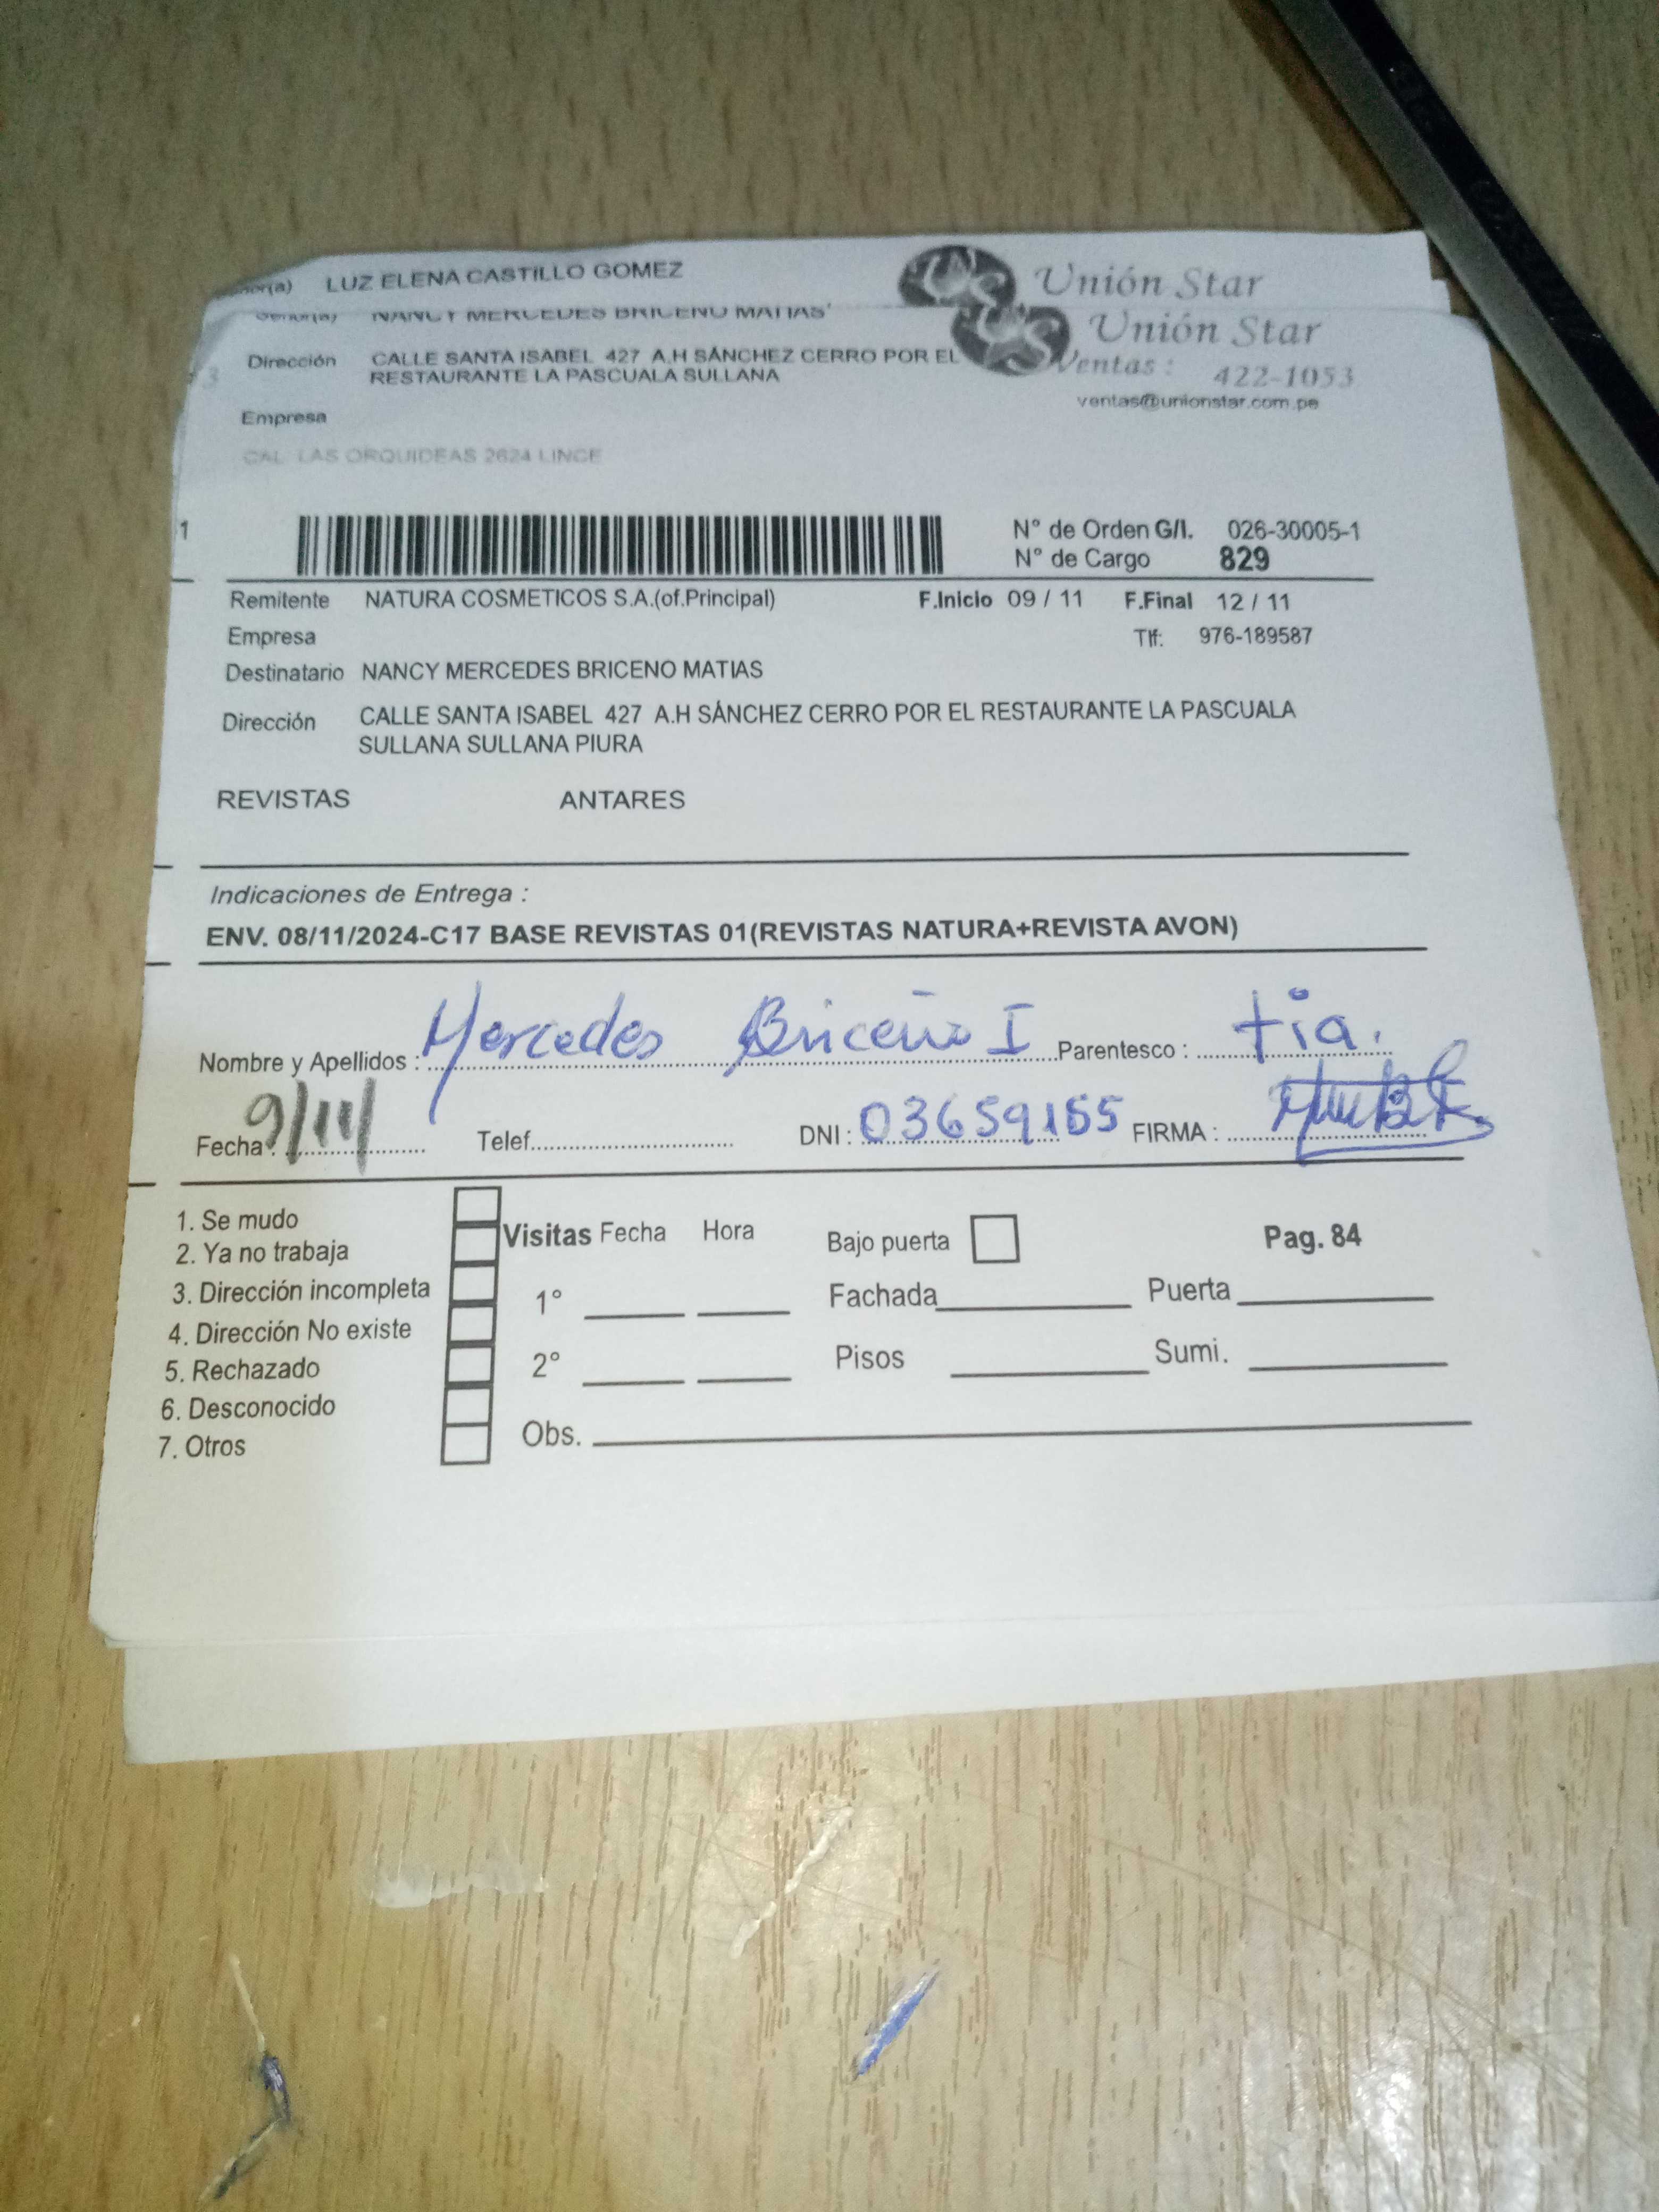 LUZ ELENA CASTILLO GOMEZ
Unión Star
Señor(a) NANCY MERCEDES BRICENO MATIAS
Unión Star
Dirección CALLE SANTA ISABEL 427 A.H SÁNCHEZ CERRO POR EL
RESTAURANTE LA PASCUALA SULLANA
Ventas : 422-1053
ventas@unionstar.com.pe
Empresa
CAL LAS ORQUIDEAS 2624 LINCE
1
N° de Orden G/I. 026-30005-1
N° de Cargo 829
Remitente NATURA COSMETICOS S.A.(of.Principal) F.Inicio 09 / 11 F.Final 12 / 11
Empresa Tlf: 976-189587
Destinatario NANCY MERCEDES BRICENO MATIAS
Dirección CALLE SANTA ISABEL 427 A.H SÁNCHEZ CERRO POR EL RESTAURANTE LA PASCUALA
SULLANA SULLANA PIURA
REVISTAS ANTARES
Indicaciones de Entrega :
ENV. 08/11/2024-C17 BASE REVISTAS 01(REVISTAS NATURA+REVISTA AVON)
Nombre y Apellidos : Mercedes Briceño I Parentesco : tia.
Fecha : 9/11/ Telef. DNI : 03659155 FIRMA :
1. Se mudo
2. Ya no trabaja
3. Dirección incompleta
4. Dirección No existe
5. Rechazado
6. Desconocido
7. Otros
Visitas Fecha Hora Bajo puerta Pag. 84
1° Fachada Puerta
2° Pisos Sumi.
Obs.